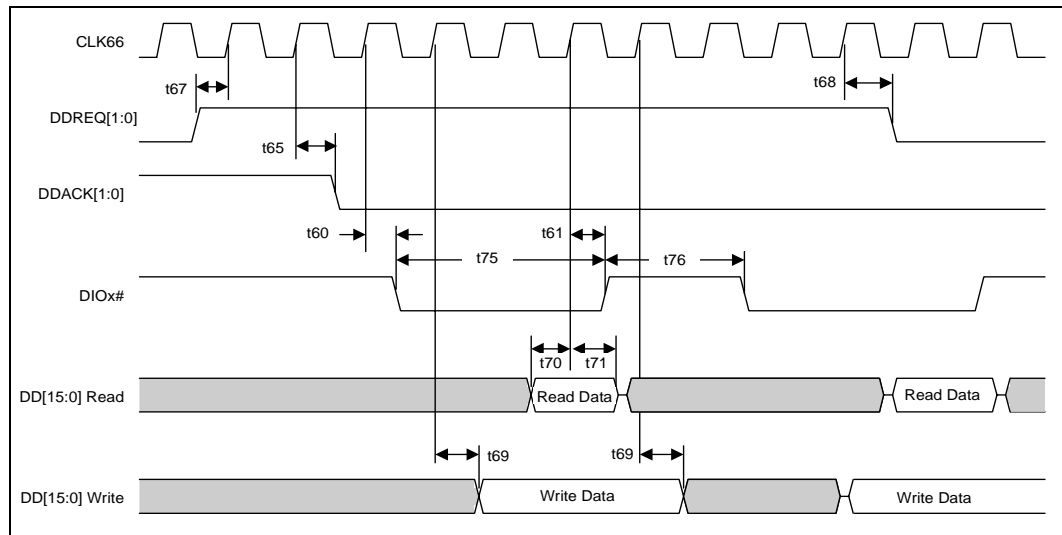 CLK66
t67
t68
DDREQ[1:0]
t65
DDACK[1:0]
t60
t61
t75
t76
DIOx#
t70
t71
DD[15:0] Read
Read Data
Read Data
t69
t69
DD[15:0] Write
Write Data
Write Data